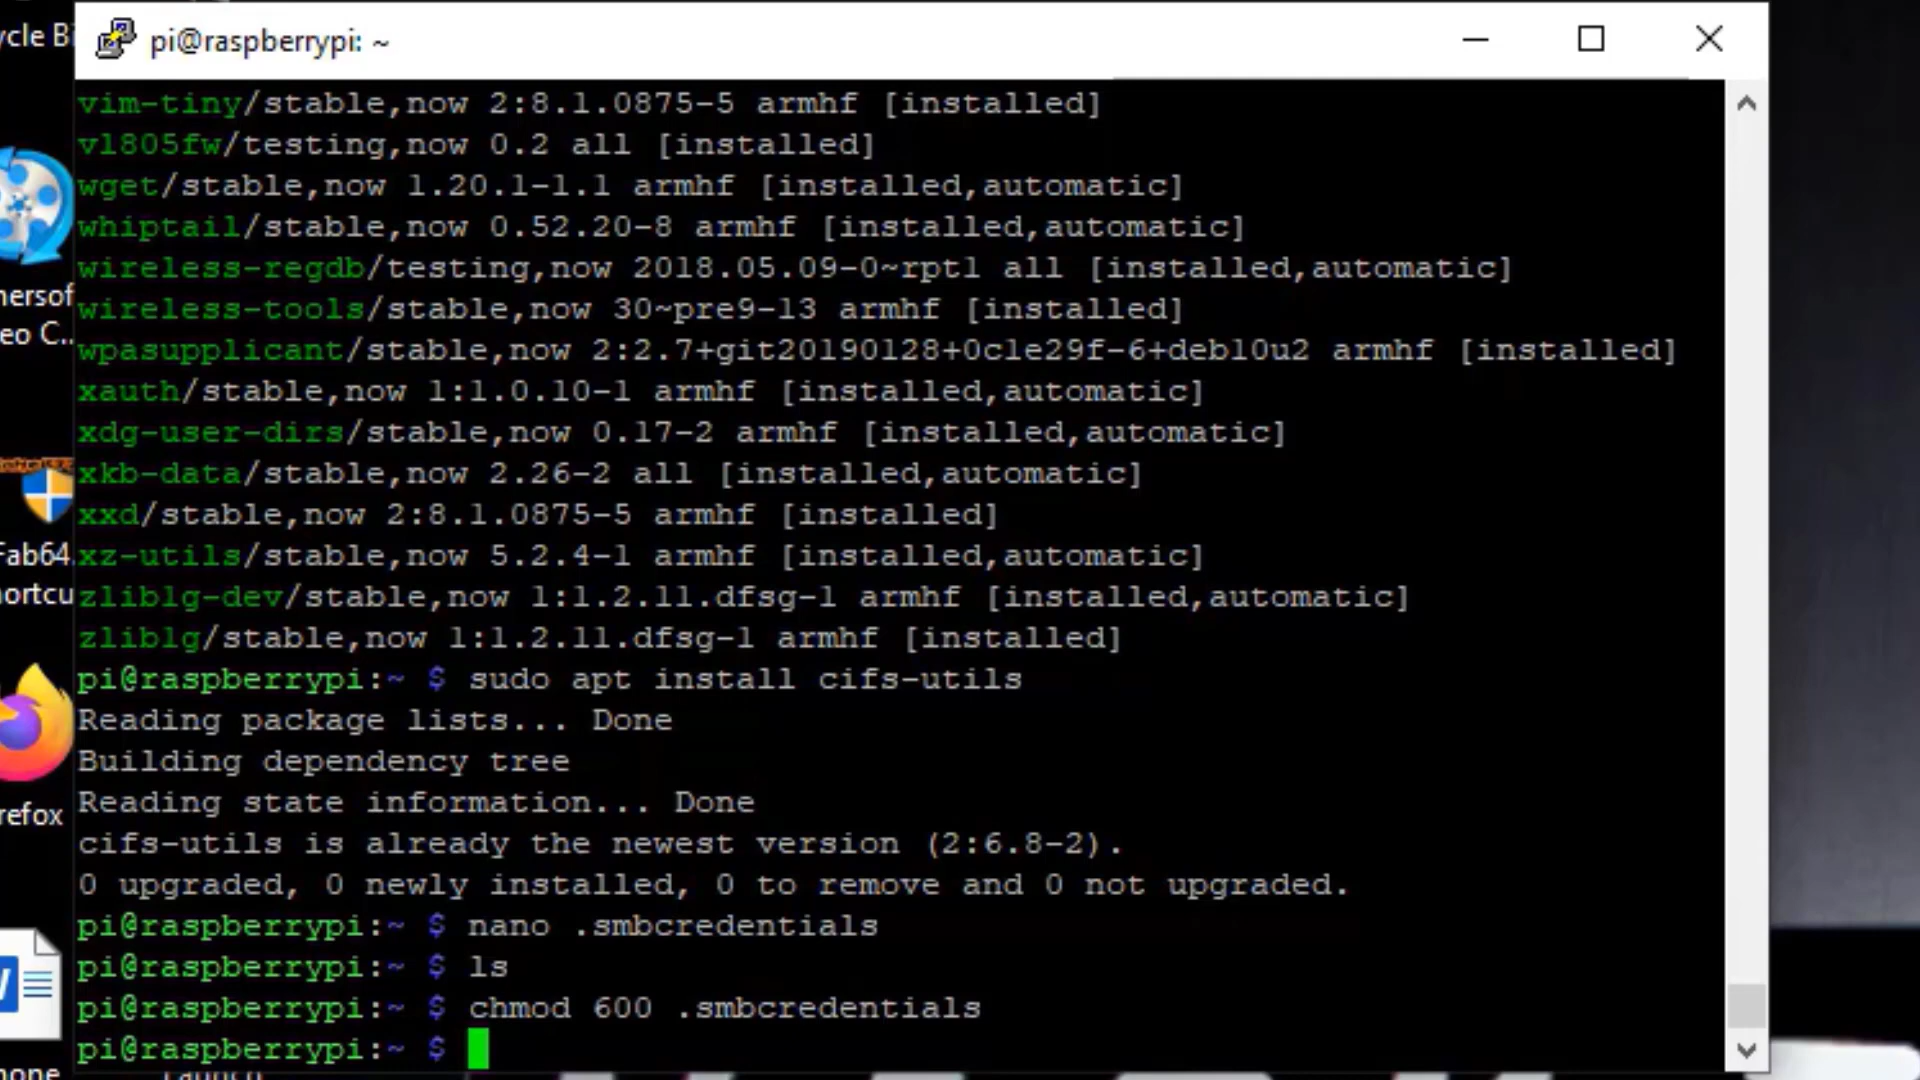 pi@raspberrypi: ~
vim-tiny/stable,now 2:8.1.0875-5 armhf [installed]
vl805fw/testing,now 0.2 all [installed]
wget/stable,now 1.20.1-1.1 armhf [installed,automatic]
whiptail/stable,now 0.52.20-8 armhf [installed,automatic]
wireless-regdb/testing,now 2018.05.09-0~rpt1 all [installed,automatic]
wireless-tools/stable,now 30~pre9-13 armhf [installed]
wpasupplicant/stable,now 2:2.7+git20190128+0c1e29f-6+deb10u2 armhf [installed]
xauth/stable,now 1:1.0.10-1 armhf [installed,automatic]
xdg-user-dirs/stable,now 0.17-2 armhf [installed,automatic]
xkb-data/stable,now 2.26-2 all [installed,automatic]
xxd/stable,now 2:8.1.0875-5 armhf [installed]
xz-utils/stable,now 5.2.4-1 armhf [installed,automatic]
zlib1g-dev/stable,now 1:1.2.11.dfsg-1 armhf [installed,automatic]
zlib1g/stable,now 1:1.2.11.dfsg-1 armhf [installed]
pi@raspberrypi:~ $ sudo apt install cifs-utils
Reading package lists... Done
Building dependency tree
Reading state information... Done
cifs-utils is already the newest version (2:6.8-2).
0 upgraded, 0 newly installed, 0 to remove and 0 not upgraded.
pi@raspberrypi:~ $ nano .smbcredentials
pi@raspberrypi:~ $ ls
pi@raspberrypi:~ $ chmod 600 .smbcredentials
pi@raspberrypi:~ $
ycle Bi
mersof
eo C..
Fab64
ortcu
refox